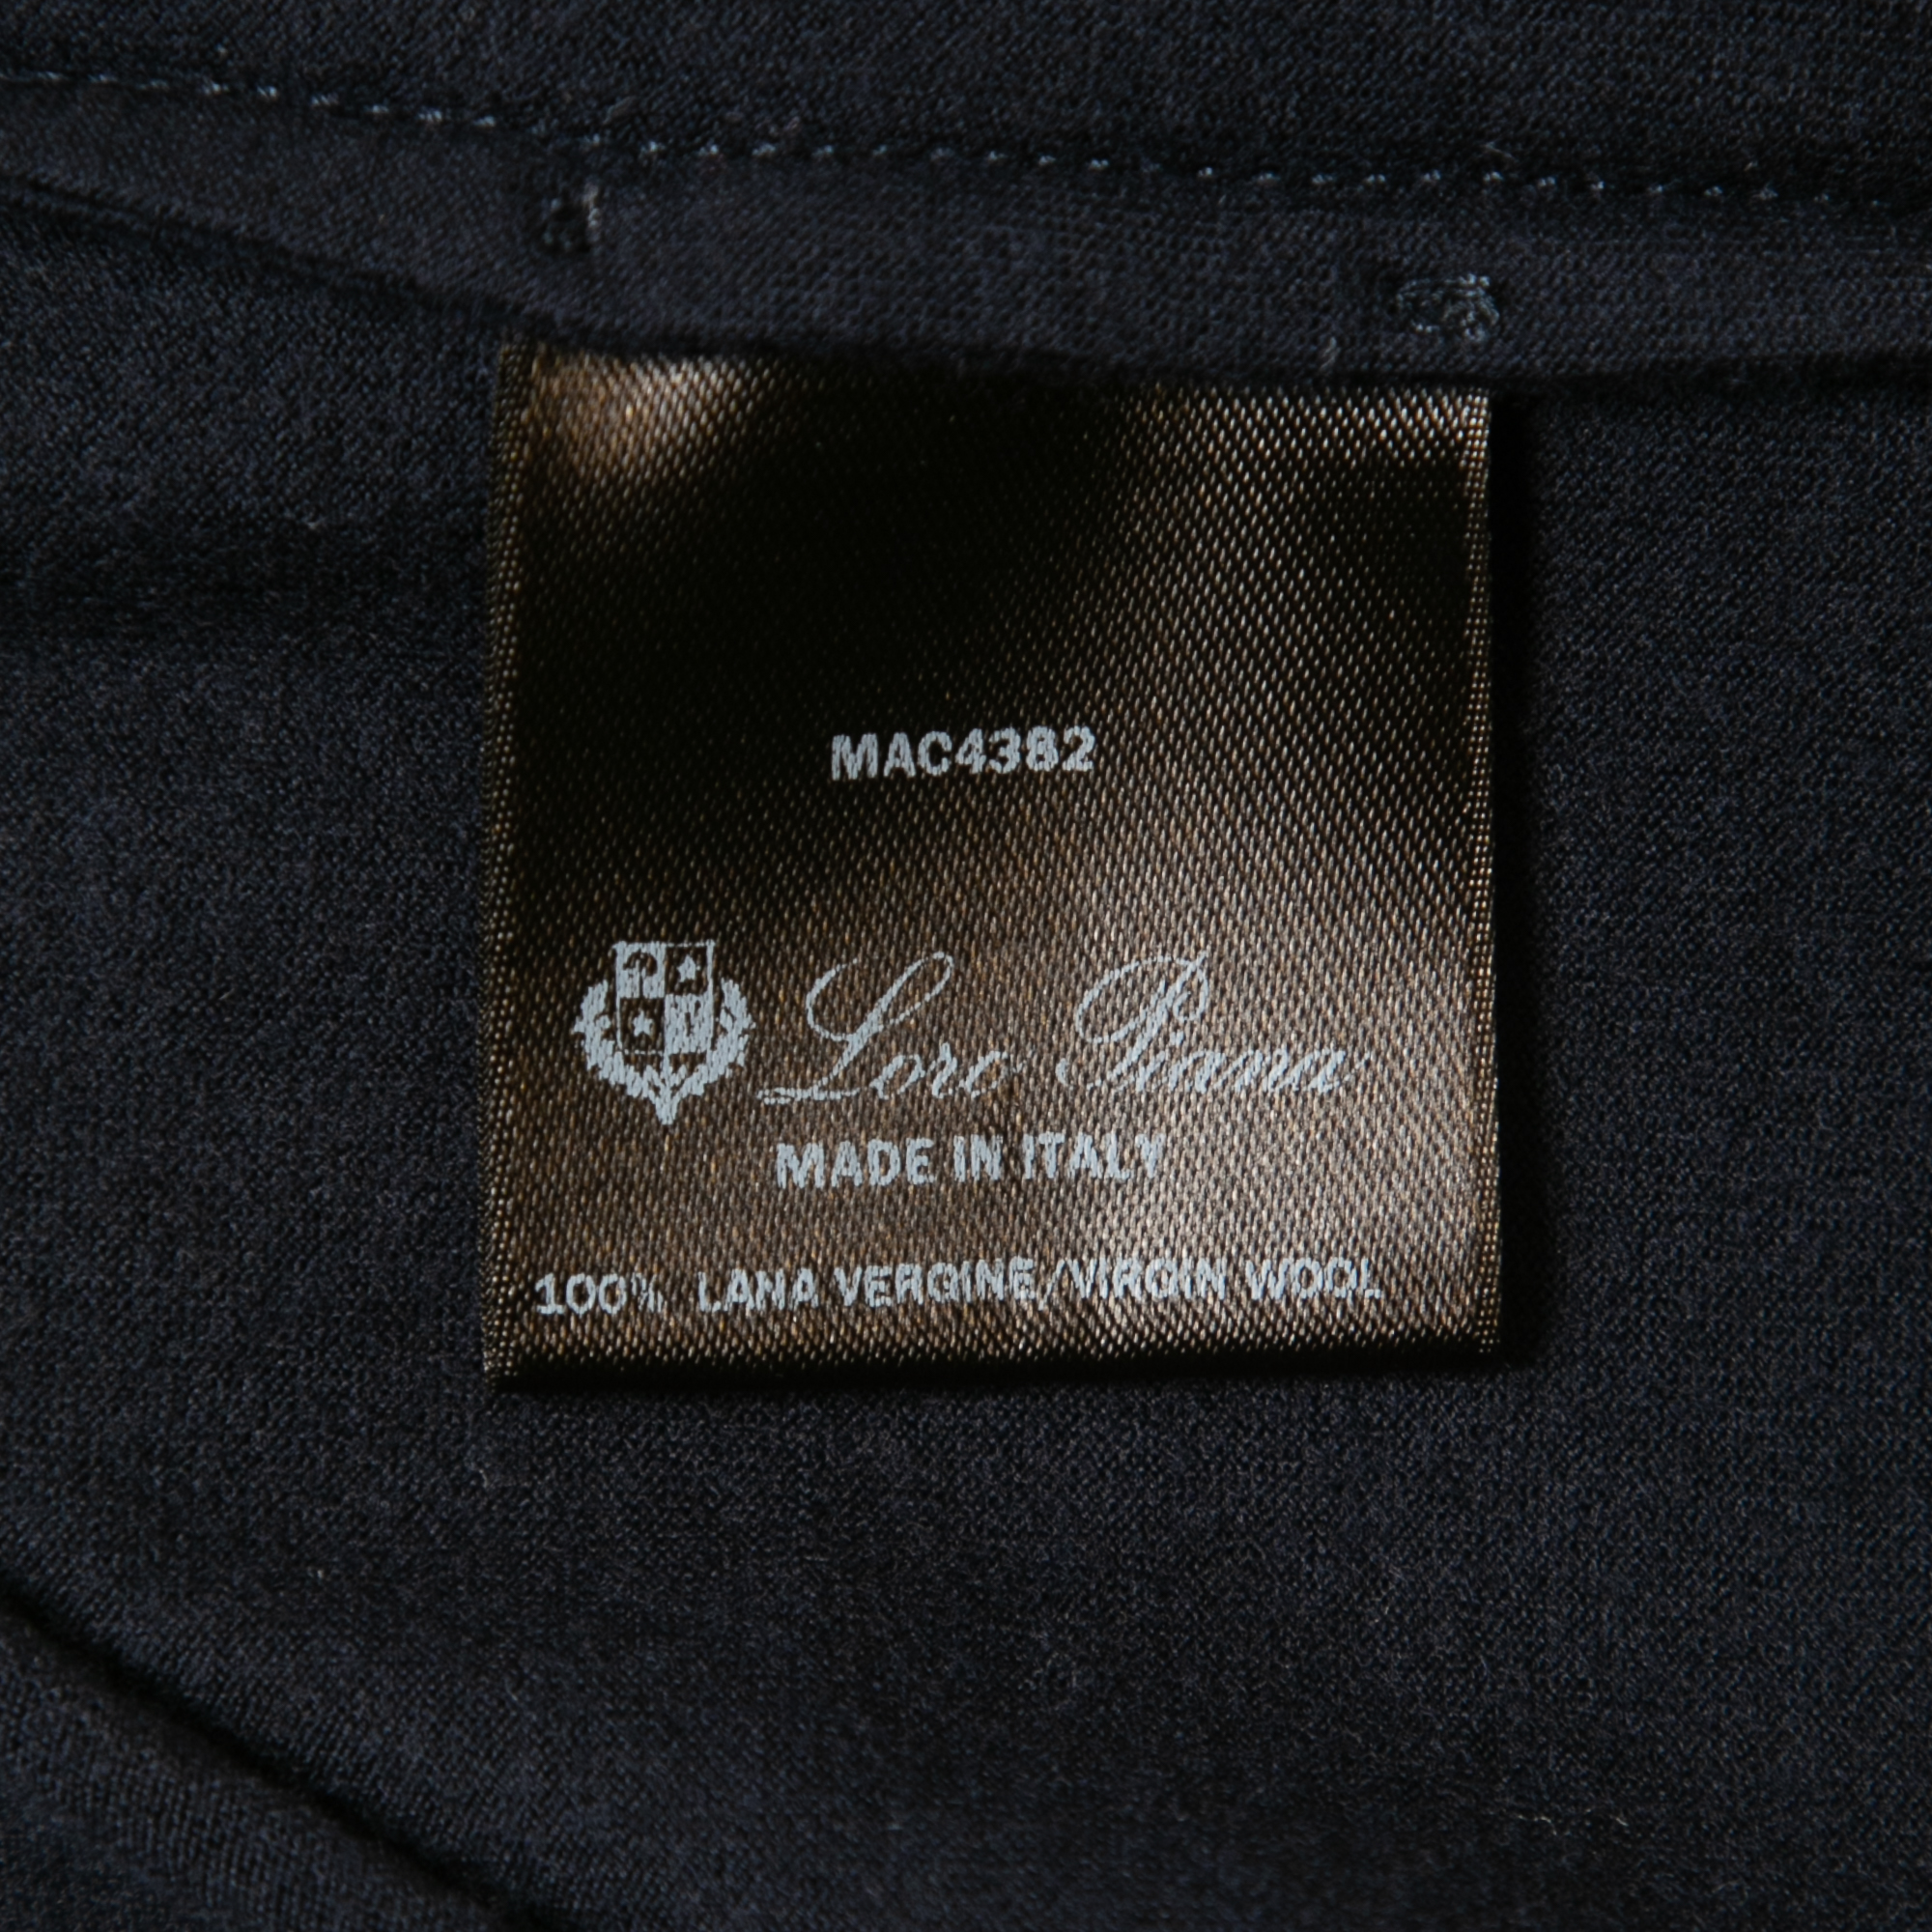 MAC4382
Loro Piana
MADE IN ITALY
100% LANA VERGINE/VIRGIN WOOL